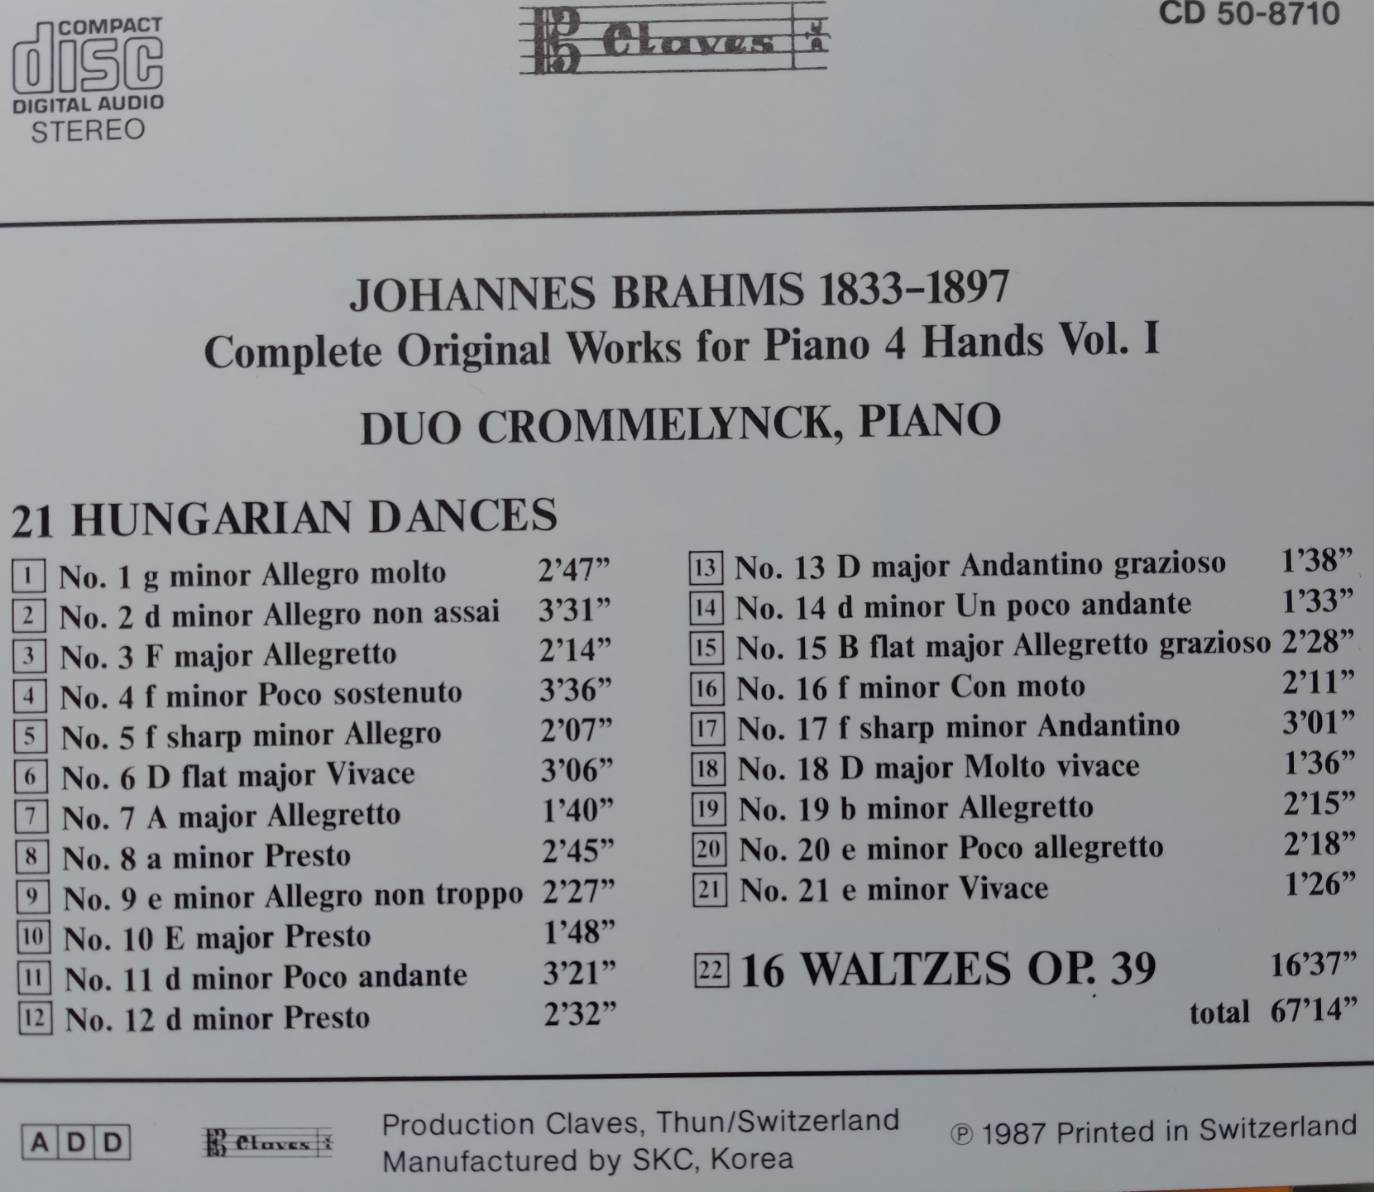 COMPACT
disc
DIGITAL AUDIO
STEREO
Claves
CD 50-8710
JOHANNES BRAHMS 1833–1897
Complete Original Works for Piano 4 Hands Vol. I
DUO CROMMELYNCK, PIANO
21 HUNGARIAN DANCES
1 No. 1 g minor Allegro molto 2’47”
2 No. 2 d minor Allegro non assai 3’31”
3 No. 3 F major Allegretto 2’14”
4 No. 4 f minor Poco sostenuto 3’36”
5 No. 5 f sharp minor Allegro 2’07”
6 No. 6 D flat major Vivace 3’06”
7 No. 7 A major Allegretto 1’40”
8 No. 8 a minor Presto 2’45”
9 No. 9 e minor Allegro non troppo 2’27”
10 No. 10 E major Presto 1’48”
11 No. 11 d minor Poco andante 3’21”
12 No. 12 d minor Presto 2’32”
13 No. 13 D major Andantino grazioso 1’38”
14 No. 14 d minor Un poco andante 1’33”
15 No. 15 B flat major Allegretto grazioso 2’28”
16 No. 16 f minor Con moto 2’11”
17 No. 17 f sharp minor Andantino 3’01”
18 No. 18 D major Molto vivace 1’36”
19 No. 19 b minor Allegretto 2’15”
20 No. 20 e minor Poco allegretto 2’18”
21 No. 21 e minor Vivace 1’26”
22 16 WALTZES OP. 39 16’37”
total 67’14”
A D D
Claves
Production Claves, Thun/Switzerland
Manufactured by SKC, Korea
℗ 1987 Printed in Switzerland